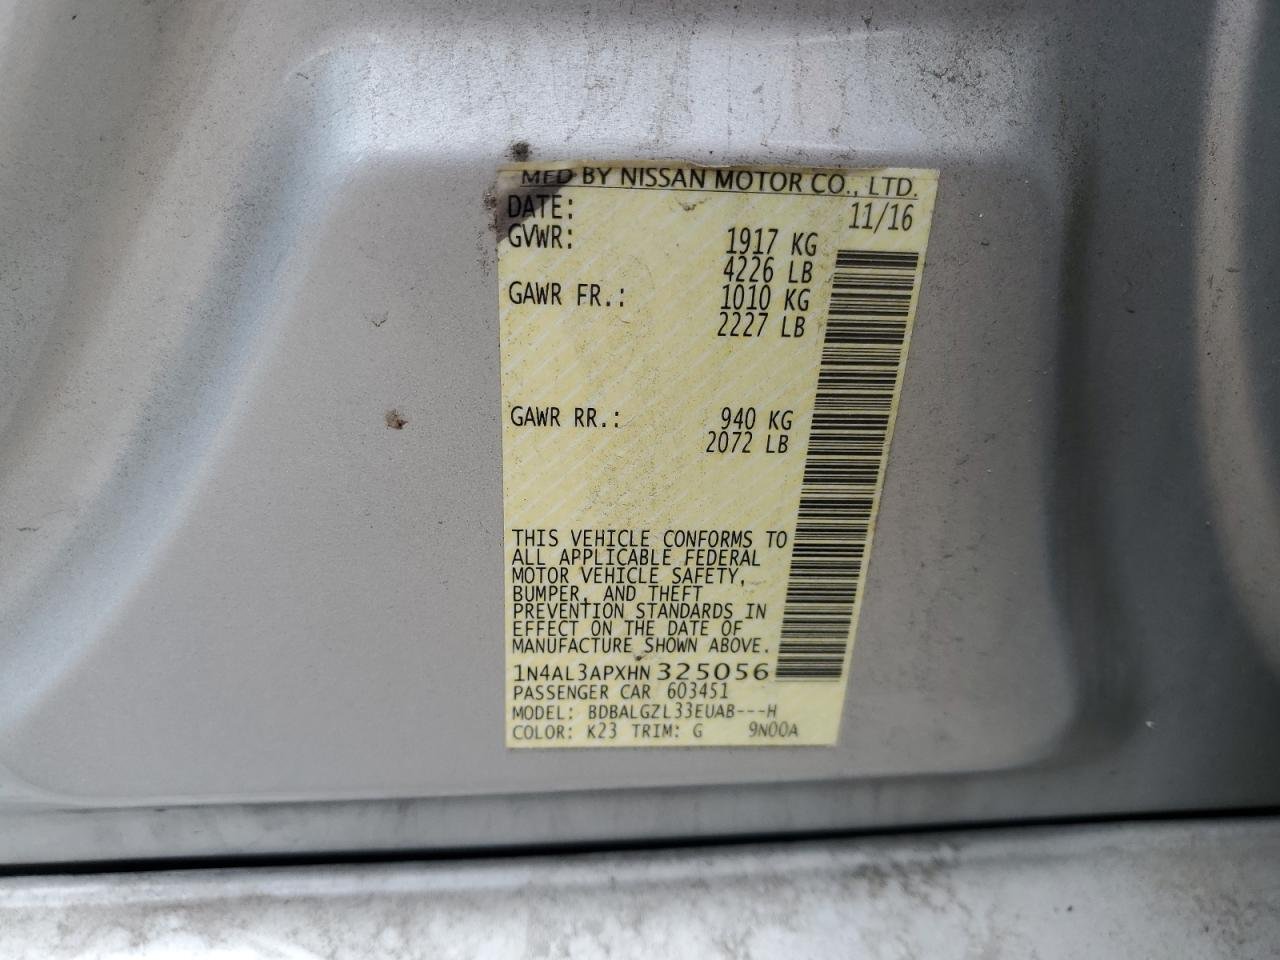 MFD BY NISSAN MOTOR CO., LTD.
DATE: 11/16
GVWR: 1917 KG
4226 LB
GAWR FR.: 1010 KG
2227 LB
GAWR RR.: 940 KG
2072 LB
THIS VEHICLE CONFORMS TO
ALL APPLICABLE FEDERAL
MOTOR VEHICLE SAFETY,
BUMPER, AND THEFT
PREVENTION STANDARDS IN
EFFECT ON THE DATE OF
MANUFACTURE SHOWN ABOVE.
1N4AL3APXHN325056
PASSENGER CAR 603451
MODEL: BDBALGZL33EUAB---H
COLOR: K23 TRIM: G 9N00A